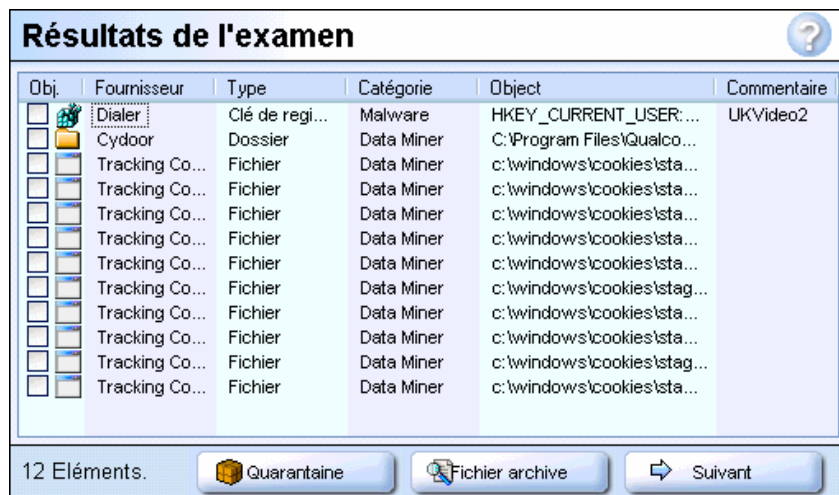 Résultats de l'examen
?
Obj. Fournisseur Type Catégorie Object Commentaire
Dialer Clé de regi... Malware HKEY_CURRENT_USER:... UKVideo2
Cydoor Dossier Data Miner C:\Program Files\Qualco...
Tracking Co... Fichier Data Miner c:\windows\cookies\sta...
Tracking Co... Fichier Data Miner c:\windows\cookies\sta...
Tracking Co... Fichier Data Miner c:\windows\cookies\sta...
Tracking Co... Fichier Data Miner c:\windows\cookies\sta...
Tracking Co... Fichier Data Miner c:\windows\cookies\sta...
Tracking Co... Fichier Data Miner c:\windows\cookies\stag...
Tracking Co... Fichier Data Miner c:\windows\cookies\sta...
Tracking Co... Fichier Data Miner c:\windows\cookies\sta...
Tracking Co... Fichier Data Miner c:\windows\cookies\stag...
Tracking Co... Fichier Data Miner c:\windows\cookies\sta...
12 Eléments. Quarantaine Fichier archive Suivant